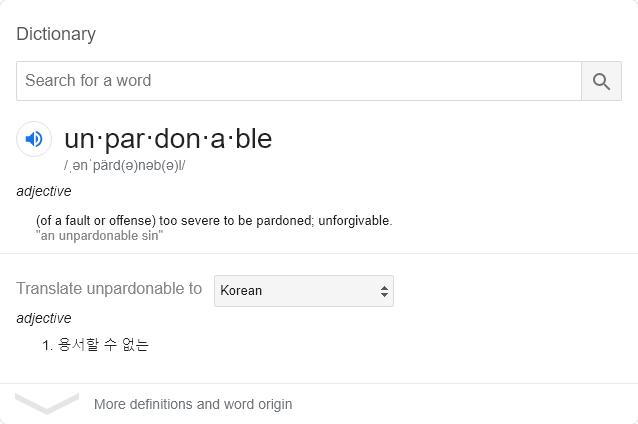 Dictionary
Search for a word
un·par·don·a·ble
/ˌənˈpärd(ə)nəb(ə)l/
adjective
(of a fault or offense) too severe to be pardoned; unforgivable.
"an unpardonable sin"
Translate unpardonable to Korean
adjective
1. 용서할 수 없는
More definitions and word origin